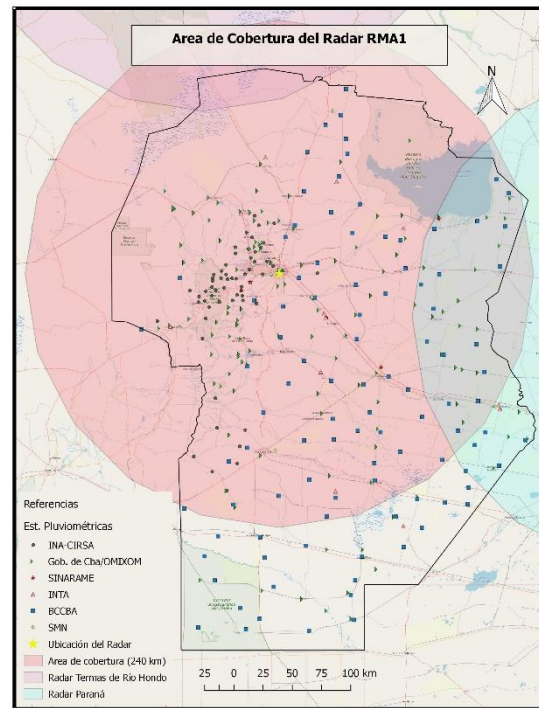 Area de Cobertura del Radar RMA1
N
Referencias
Est. Pluviométricas
INA-CIRSA
Gob. de Cba/OMIXOM
SINARAME
INTA
BCCBA
SMN
Ubicación del Radar
Area de cobertura (240 km)
Radar Termas de Río Hondo
Radar Paraná
25 0 25 50 75 100 km